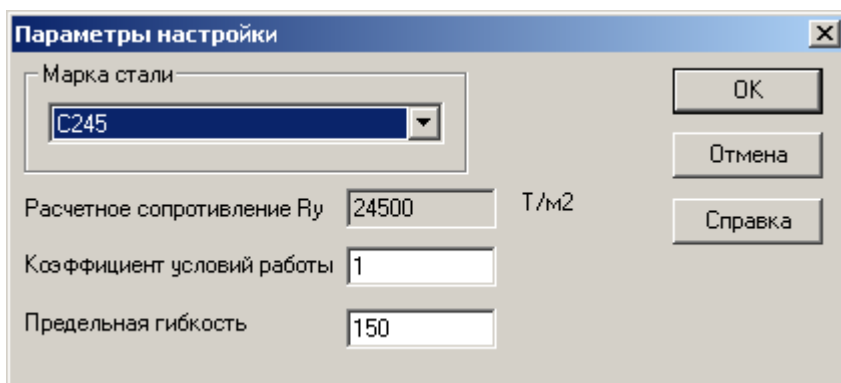 Параметры настройки
Марка стали
C245
OK
Отмена
Справка
Расчетное сопротивление Ry 24500 Т/м2
Коэффициент условий работы 1
Предельная гибкость 150